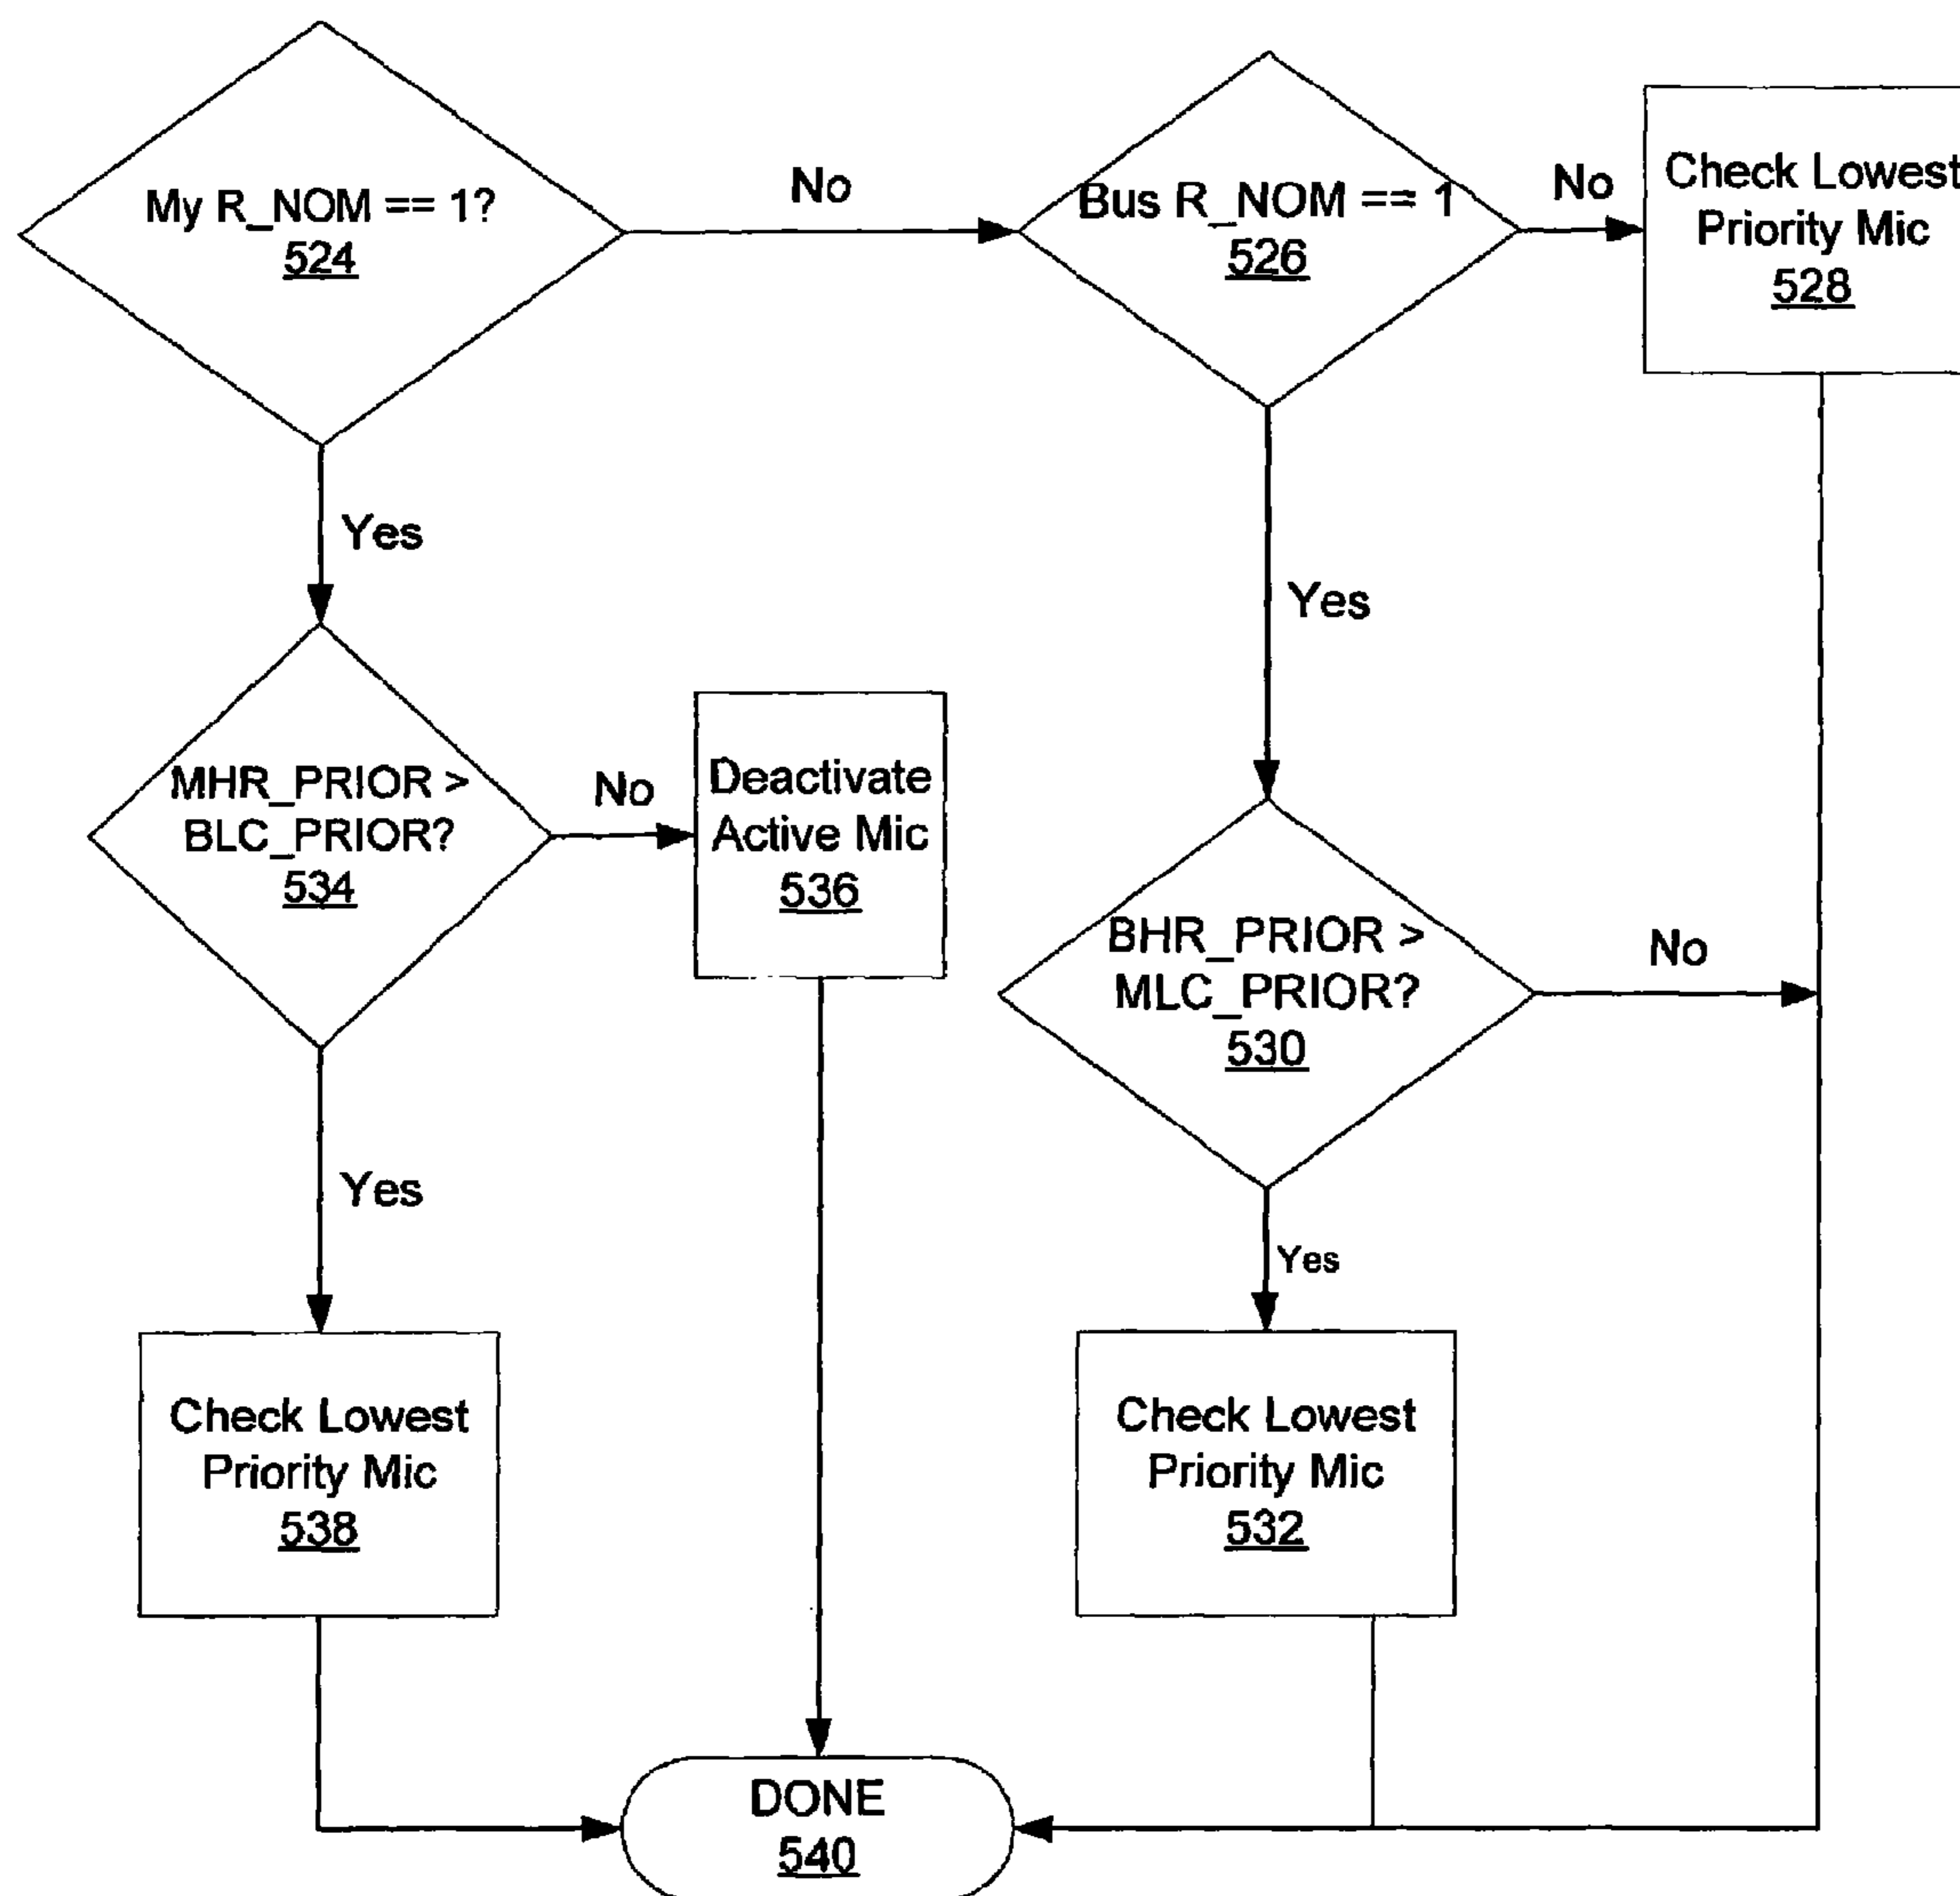 My R_NOM == 1?
524
No
Bus R_NOM == 1
526
No
Check Lowest
Priority Mic
528
Yes
Yes
MHR_PRIOR >
BLC_PRIOR?
534
No
Deactivate
Active Mic
536
BHR_PRIOR >
MLC_PRIOR?
530
No
Yes
Yes
Check Lowest
Priority Mic
538
Check Lowest
Priority Mic
532
DONE
540